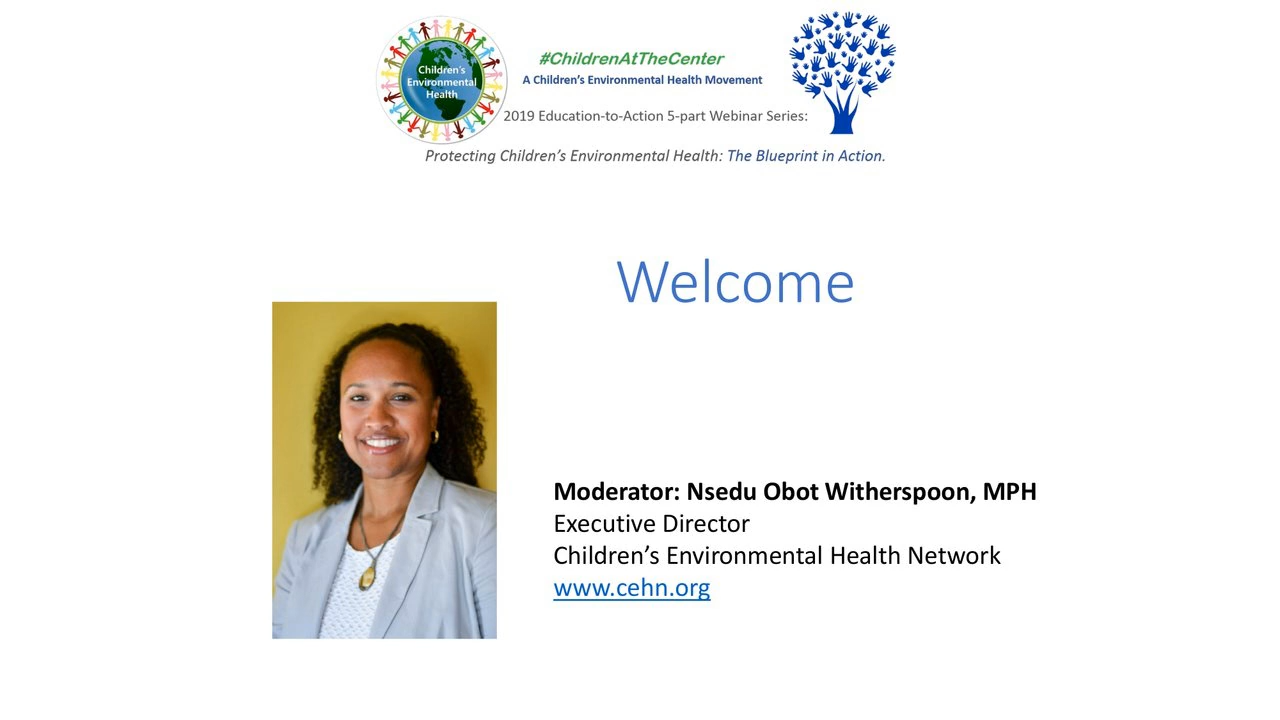 Children's
Environmental
Health
#ChildrenAtTheCenter
A Children's Environmental Health Movement
2019 Education-to-Action 5-part Webinar Series:
Protecting Children's Environmental Health: The Blueprint in Action.
Welcome
Moderator: Nsedu Obot Witherspoon, MPH
Executive Director
Children’s Environmental Health Network
www.cehn.org